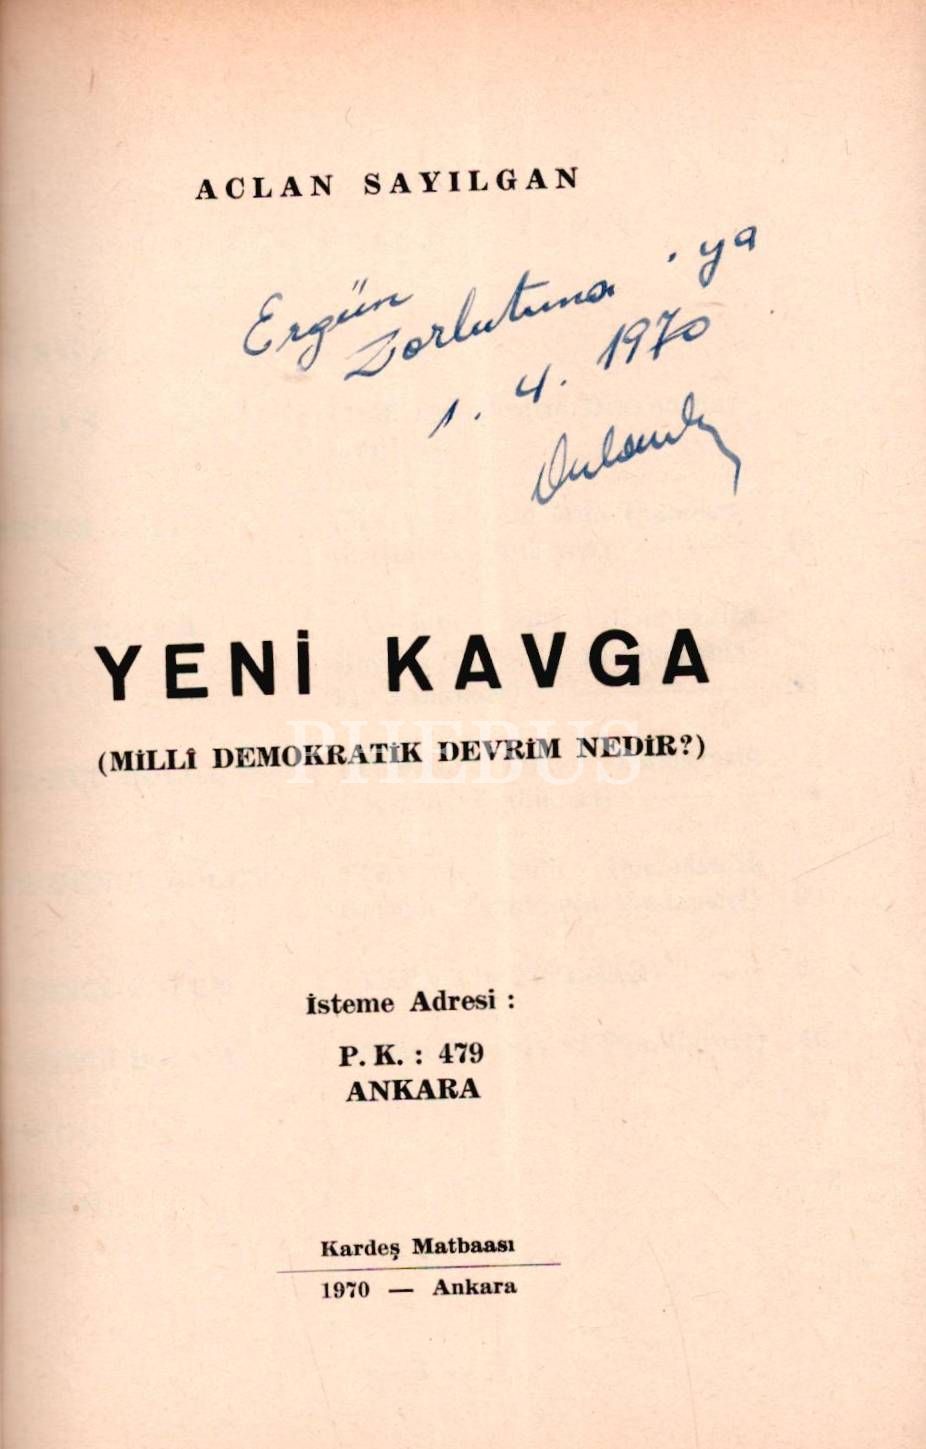 ACLAN SAYILGAN
Ergün
Zorlutuna'ya
1.4.1970
YENİ KAVGA
PHEBUS
(MİLLÎ DEMOKRATİK DEVRİM NEDİR?)
İsteme Adresi :
P. K. : 479
ANKARA
Kardeş Matbaası
1970 — Ankara